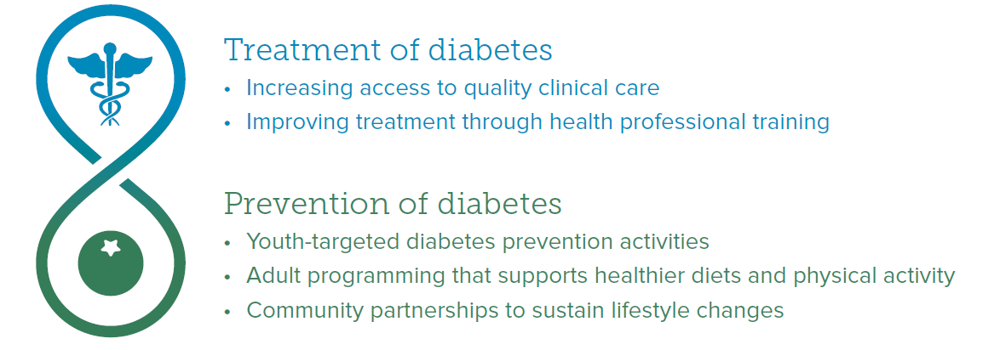 Treatment of diabetes
• Increasing access to quality clinical care
• Improving treatment through health professional training
Prevention of diabetes
• Youth-targeted diabetes prevention activities
• Adult programming that supports healthier diets and physical activity
• Community partnerships to sustain lifestyle changes